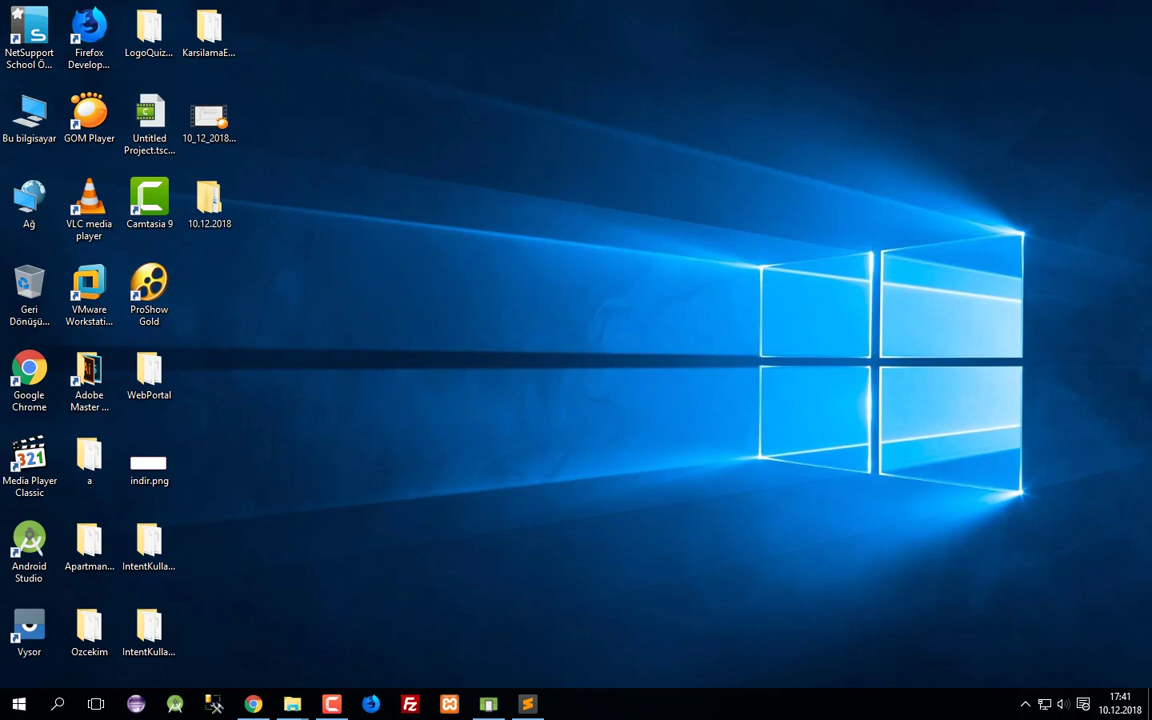 NetSupport
School Ö...
Firefox
Develop...
LogoQuiz...
KarsilamaE...
Bu bilgisayar
GOM Player
Untitled
Project.tsc...
10_12_2018...
Ağ
VLC media
player
Camtasia 9
10.12.2018
Geri
Dönüşü...
VMware
Workstati...
ProShow
Gold
Google
Chrome
Adobe
Master ...
WebPortal
321
Media Player
Classic
a
indir.png
Android
Studio
Apartman...
IntentKulla...
Vysor
Ozcekim
IntentKulla...
17:41
10.12.2018